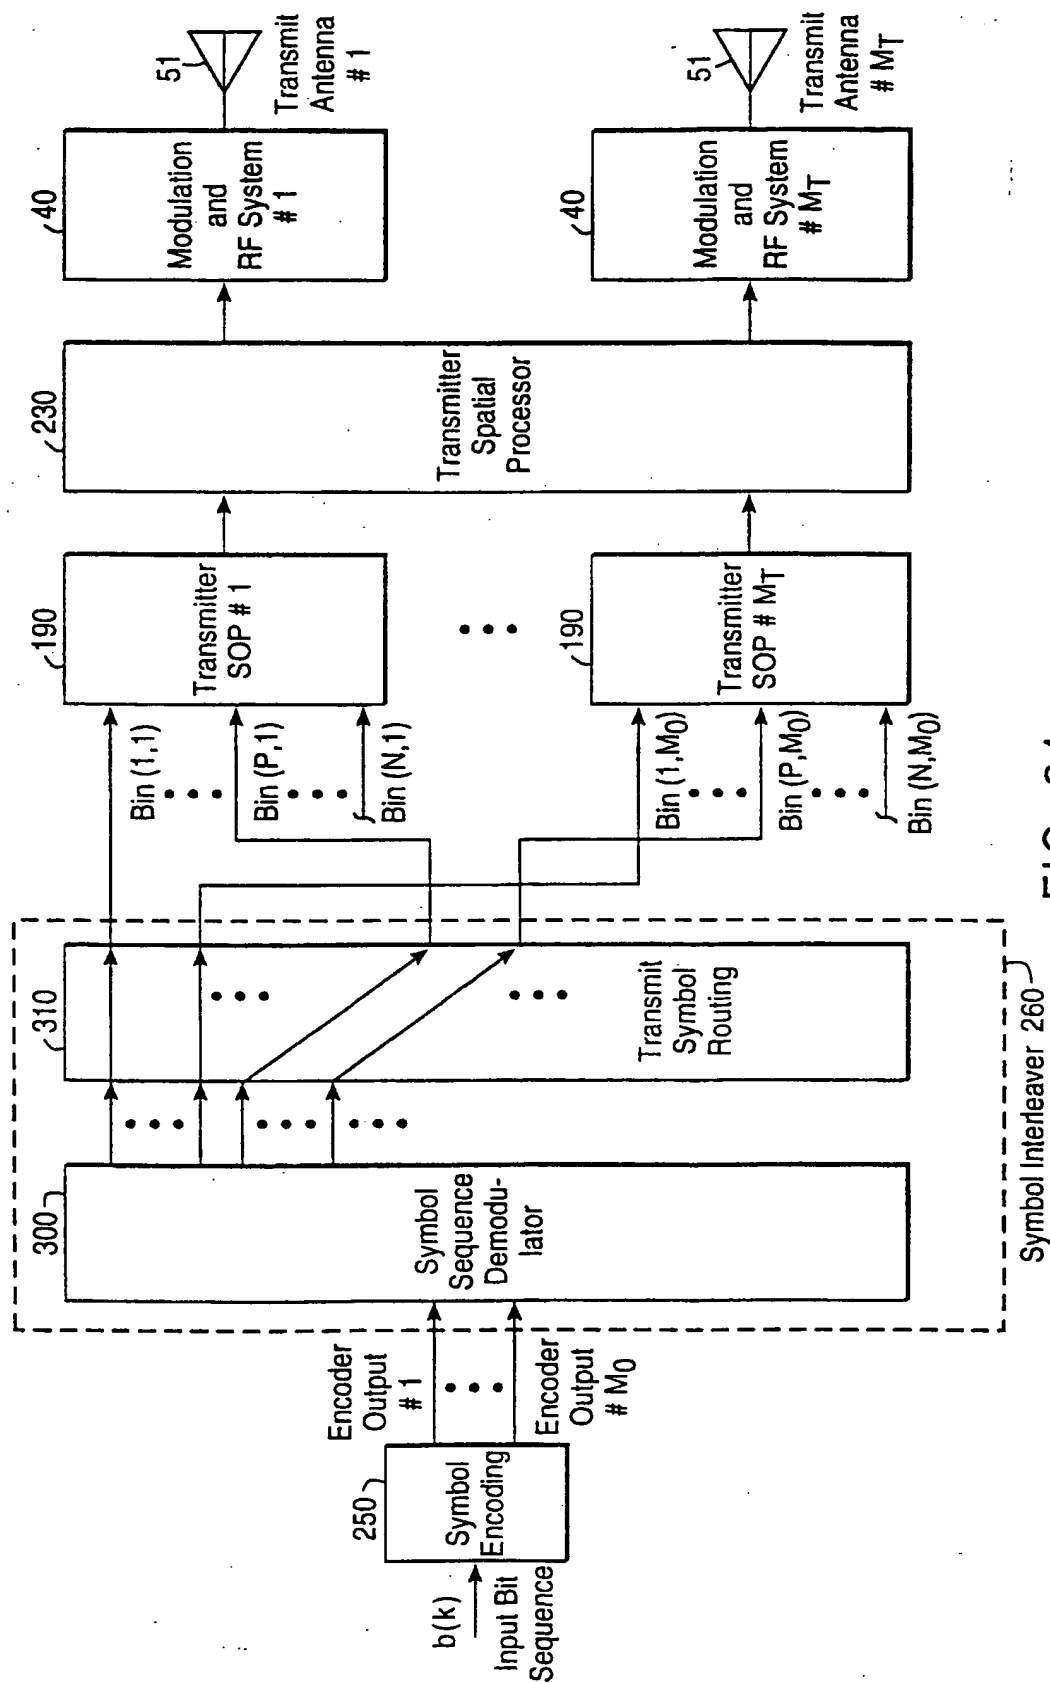 b(k)
Input Bit
Sequence
250
Symbol
Encoding
Encoder
Output
# 1
Encoder
Output
# M0
300
Symbol
Sequence
Demodu-
lator
310
Transmit
Symbol
Routing
Symbol Interleaver 260
Bin (1,1)
Bin (P,1)
Bin (N,1)
Bin (1,M0)
Bin (P,M0)
Bin (N,M0)
190
Transmitter
SOP # 1
190
Transmitter
SOP # MT
230
Transmitter
Spatial
Processor
40
Modulation
and
RF System
# 1
40
Modulation
and
RF System
# MT
51
Transmit
Antenna
# 1
51
Transmit
Antenna
# MT